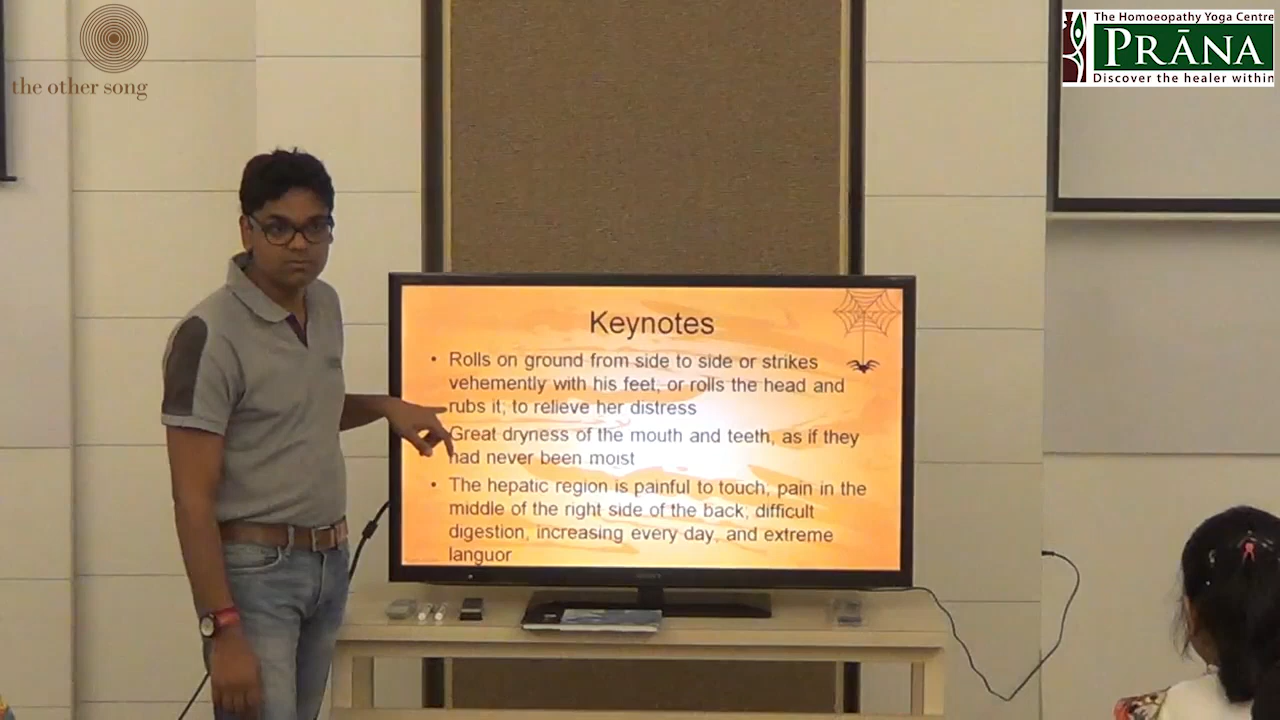 the other song
The Homoeopathy Yoga Centre
PRĀNA
Discover the healer within
Keynotes
• Rolls on ground from side to side or strikes
vehemently with his feet, or rolls the head and
rubs it, to relieve her distress
Great dryness of the mouth and teeth, as if they
had never been moist
• The hepatic region is painful to touch, pain in the
middle of the right side of the back, difficult
digestion, increasing every day, and extreme
languor
SONY